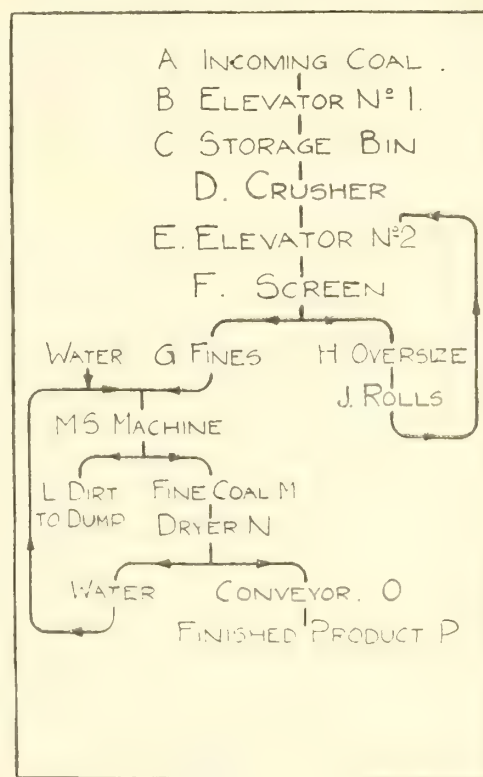 A INCOMING COAL.
B ELEVATOR Nº 1.
C STORAGE BIN
D. CRUSHER
E. ELEVATOR Nº2
F. SCREEN
WATER G FINES H OVERSIZE
J. ROLLS
MS MACHINE
L DIRT
TO DUMP
FINE COAL M
DRYER N
WATER CONVEYOR. O
FINISHED PRODUCT P